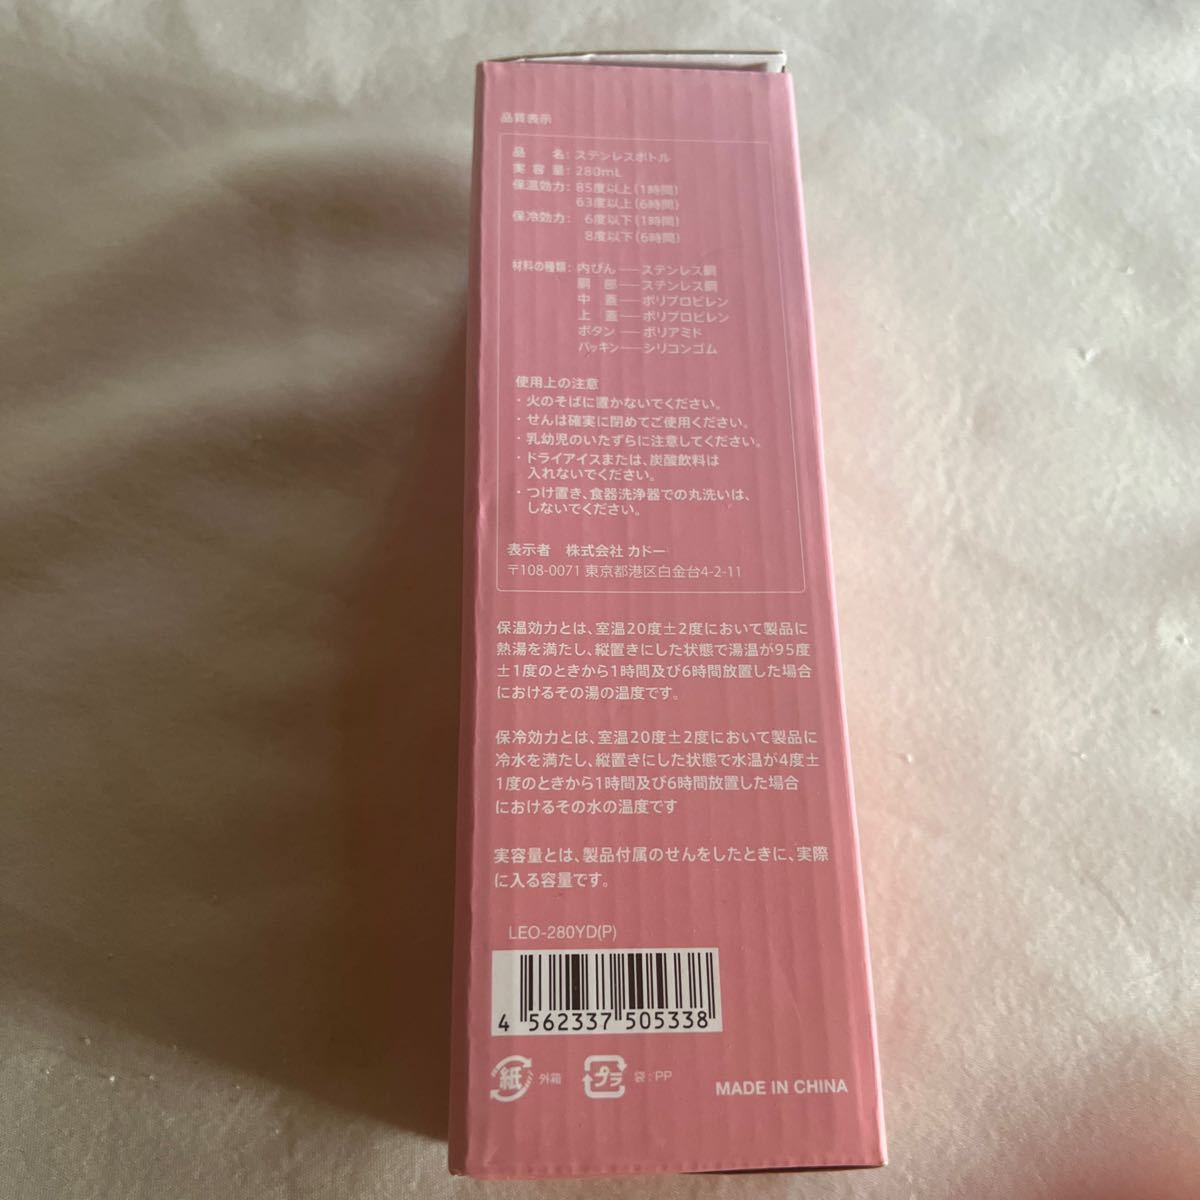 品質表示
品　　名：ステンレスボトル
実 容 量：280mL
保温効力：85度以上(1時間)
63度以上(6時間)
保冷効力：　6度以下(1時間)
8度以下(6時間)
材料の種類：内びん――ステンレス鋼
胴　部――ステンレス鋼
中　蓋――ポリプロピレン
上　蓋――ポリプロピレン
ボタン――ポリアミド
パッキン――シリコンゴム
使用上の注意
・火のそばに置かないでください。
・せんは確実に閉めてご使用ください。
・乳幼児のいたずらに注意してください。
・ドライアイスまたは、炭酸飲料は
入れないでください。
・つけ置き、食器洗浄器での丸洗いは、
しないでください。
表示者　株式会社 カドー
〒108-0071 東京都港区白金台4-2-11
保温効力とは、室温20度±2度において製品に
熱湯を満たし、縦置きにした状態で湯温が95度
±1度のときから1時間及び6時間放置した場合
におけるその湯の温度です。
保冷効力とは、室温20度±2度において製品に
冷水を満たし、縦置きにした状態で水温が4度±
1度のときから1時間及び6時間放置した場合
におけるその水の温度です
実容量とは、製品付属のせんをしたときに、実際
に入る容量です。
LEO-280YD(P)
4 562337 505338
紙 外箱 プラ 袋：PP MADE IN CHINA